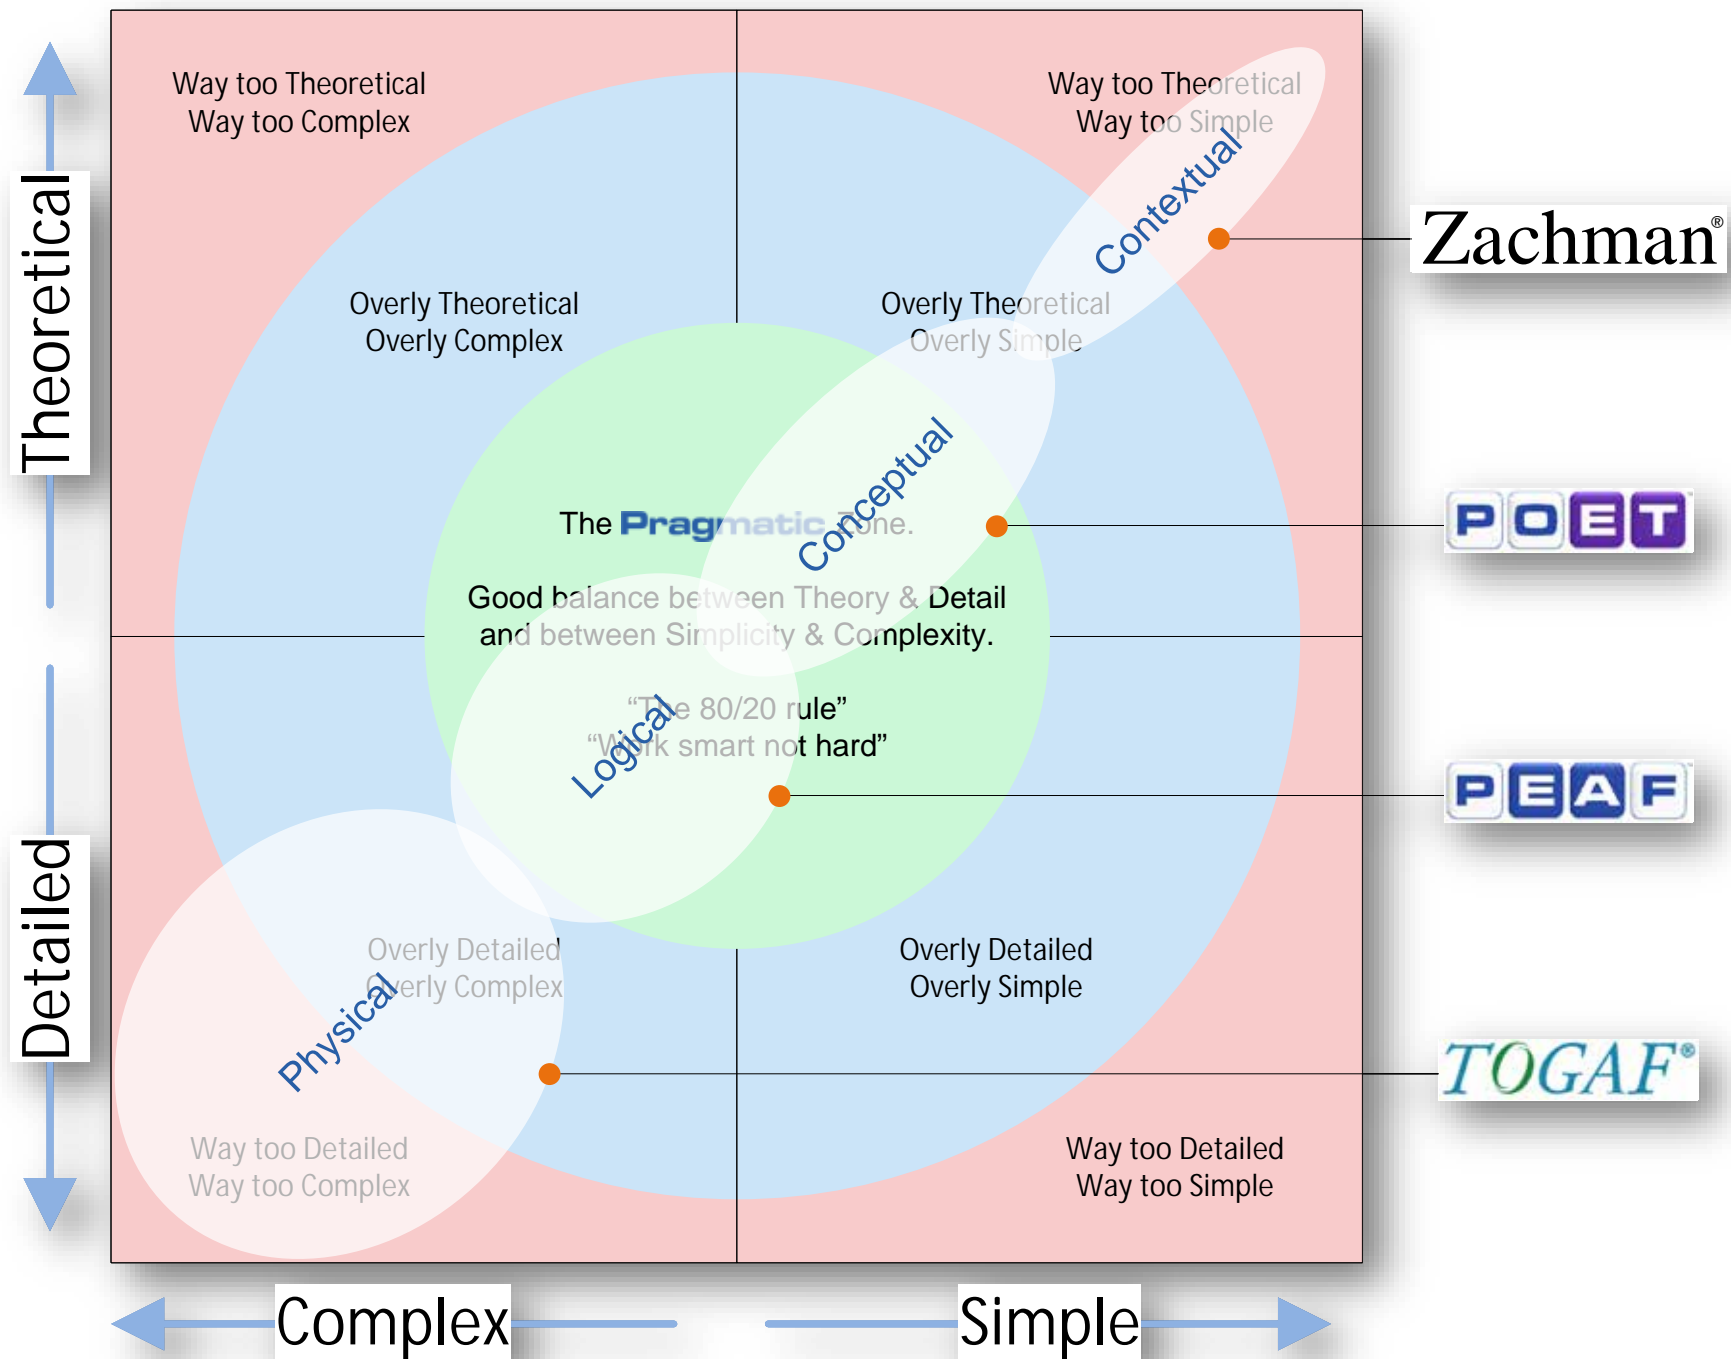 Theoretical
Detailed
Complex
Simple
Way too Theoretical
Way too Complex
Way too Theoretical
Way too Simple
Contextual
Overly Theoretical
Overly Complex
Overly Theoretical
Overly Simple
Conceptual
The Pragmatic Zone.
Good balance between Theory & Detail
and between Simplicity & Complexity.
“The 80/20 rule”
“Work smart not hard”
Logical
Overly Detailed
Overly Complex
Overly Detailed
Overly Simple
Physical
Way too Detailed
Way too Complex
Way too Detailed
Way too Simple
Zachman®
POET™
PEAF™
TOGAF®